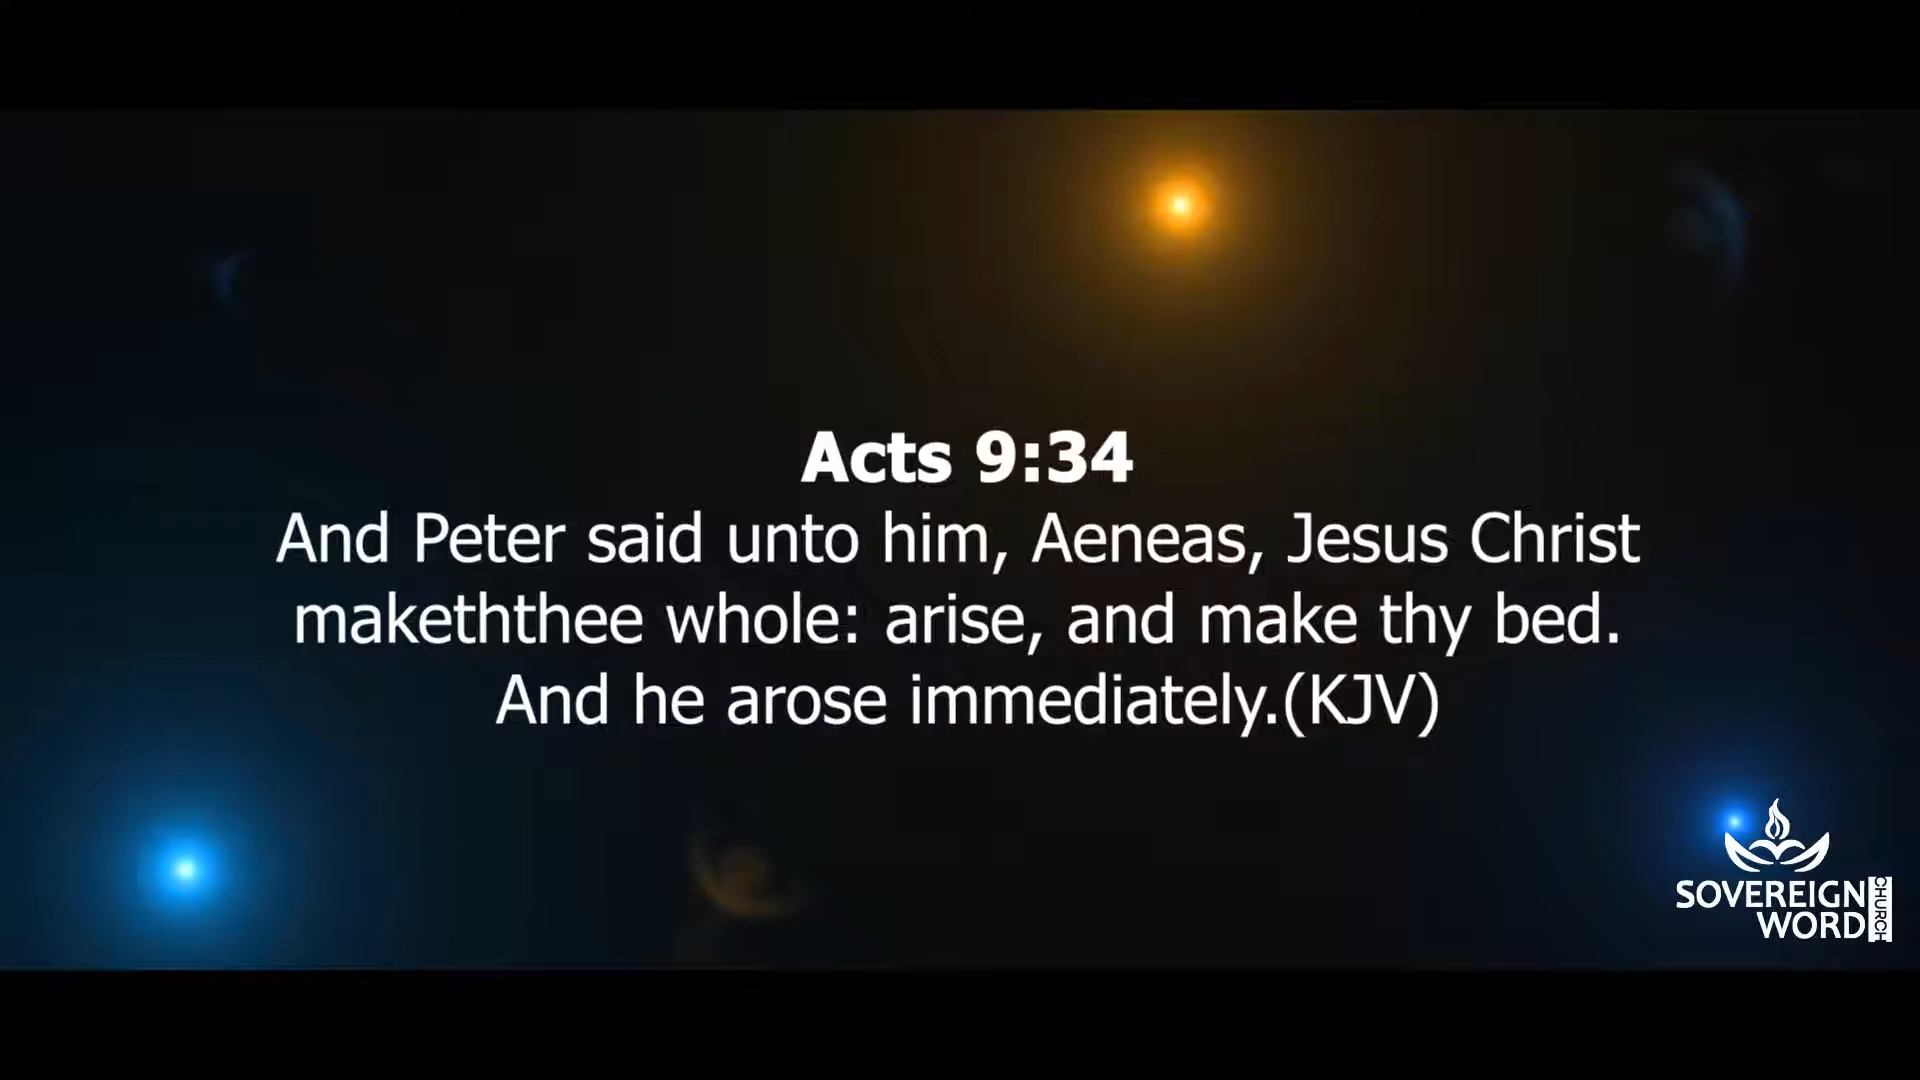 Acts 9:34
And Peter said unto him, Aeneas, Jesus Christ
makeththee whole: arise, and make thy bed.
And he arose immediately.(KJV)
SOVEREIGN
WORD
CHURCH